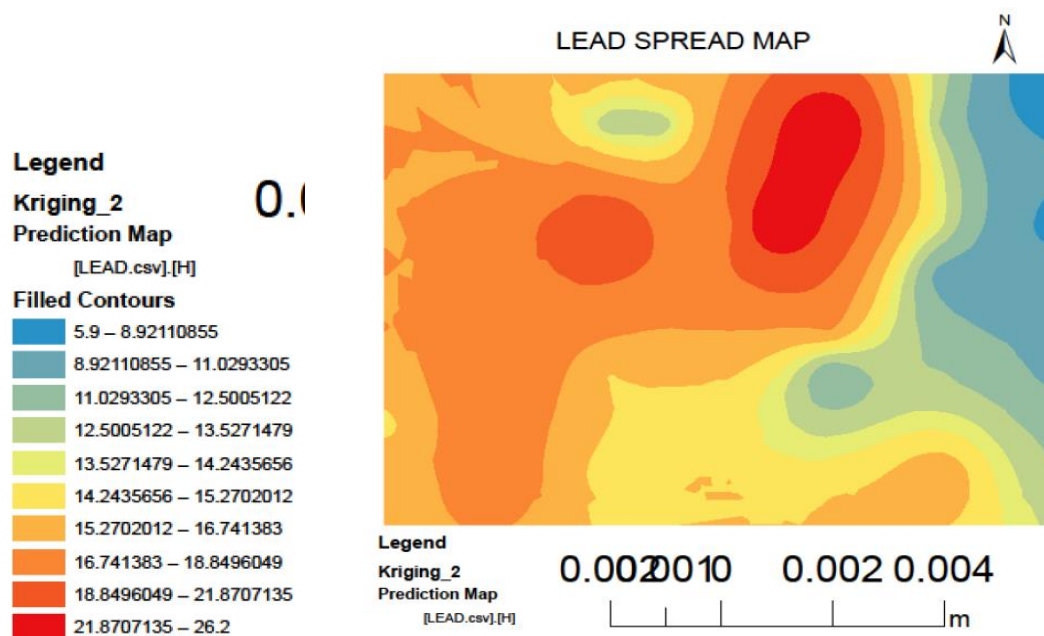 LEAD SPREAD MAP
N
Legend
Kriging_2
Prediction Map
[LEAD.csv].[H]
Filled Contours
5.9 – 8.92110855
8.92110855 – 11.0293305
11.0293305 – 12.5005122
12.5005122 – 13.5271479
13.5271479 – 14.2435656
14.2435656 – 15.2702012
15.2702012 – 16.741383
16.741383 – 18.8496049
18.8496049 – 21.8707135
21.8707135 – 26.2
Legend
Kriging_2
Prediction Map
[LEAD.csv].[H]
0 0.002 0.004
m